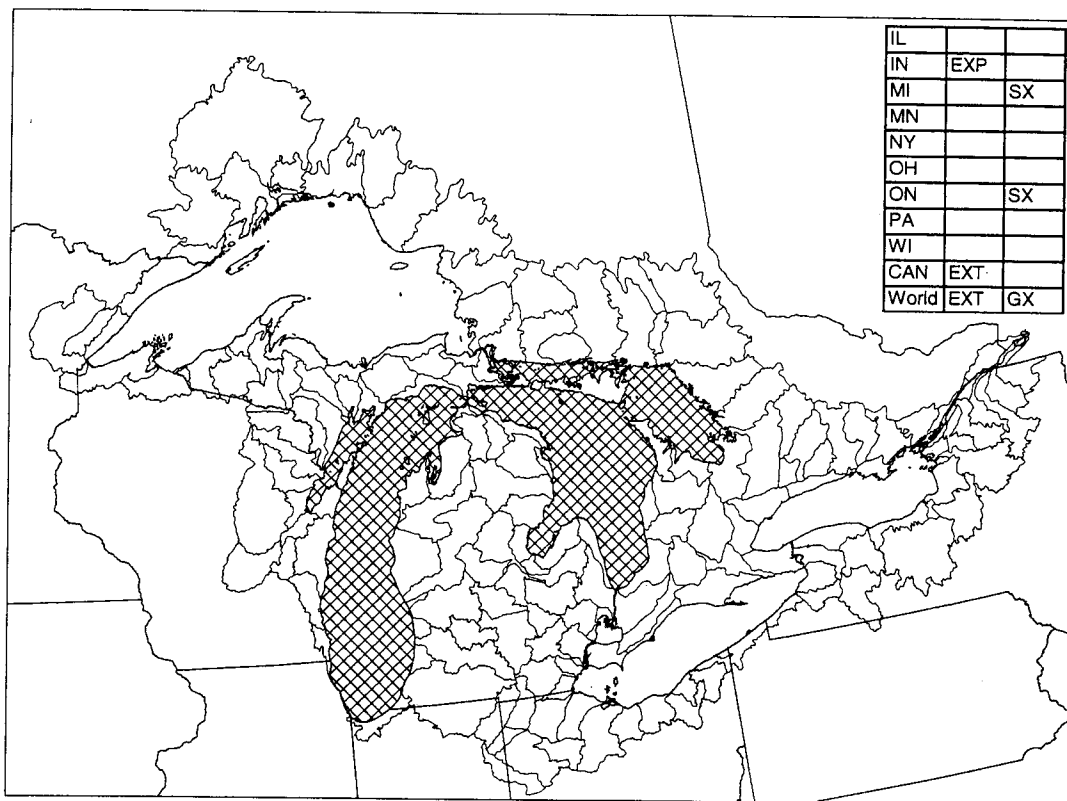 IL
IN EXP
MI SX
MN
NY
OH
ON SX
PA
WI
CAN EXT
World EXT GX